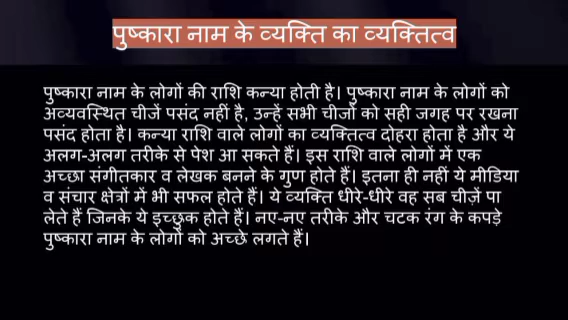 पुष्कारा नाम के व्यक्ति का व्यक्तित्व
पुष्कारा नाम के लोगों की राशि कन्या होती है। पुष्कारा नाम के लोगों को
अव्यवस्थित चीजें पसंद नहीं है, उन्हें सभी चीजों को सही जगह पर रखना
पसंद होता है। कन्या राशि वाले लोगों का व्यक्तित्व दोहरा होता है और ये
अलग-अलग तरीके से पेश आ सकते हैं। इस राशि वाले लोगों में एक
अच्छा संगीतकार व लेखक बनने के गुण होते हैं। इतना ही नहीं ये मीडिया
व संचार क्षेत्रों में भी सफल होते हैं। ये व्यक्ति धीरे-धीरे वह सब चीज़ें पा
लेते हैं जिनके ये इच्छुक होते हैं। नए-नए तरीके और चटक रंग के कपड़े
पुष्कारा नाम के लोगों को अच्छे लगते हैं।